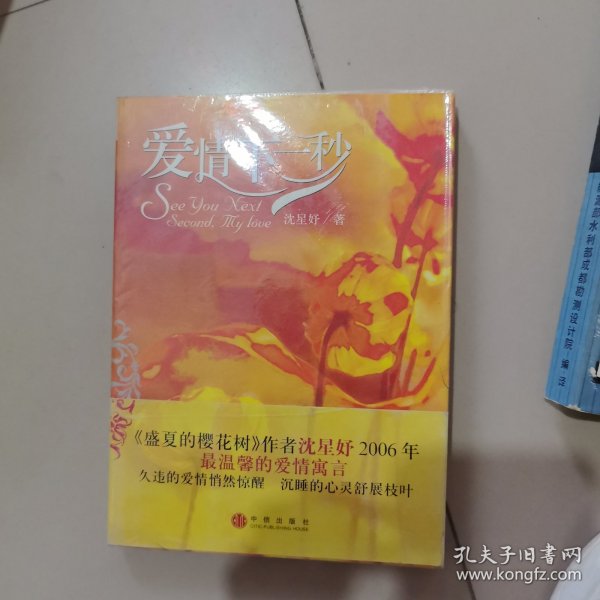 爱情下一秒
See You Next
Second, My love
沈星妤/著
《盛夏的樱花树》作者沈星妤2006年
最温馨的爱情寓言
久违的爱情悄然惊醒 沉睡的心灵舒展枝叶
中信出版社
CITIC PUBLISHING HOUSE
水利部成都勘测设计院 编
孔夫子旧书网
www.kongfz.com